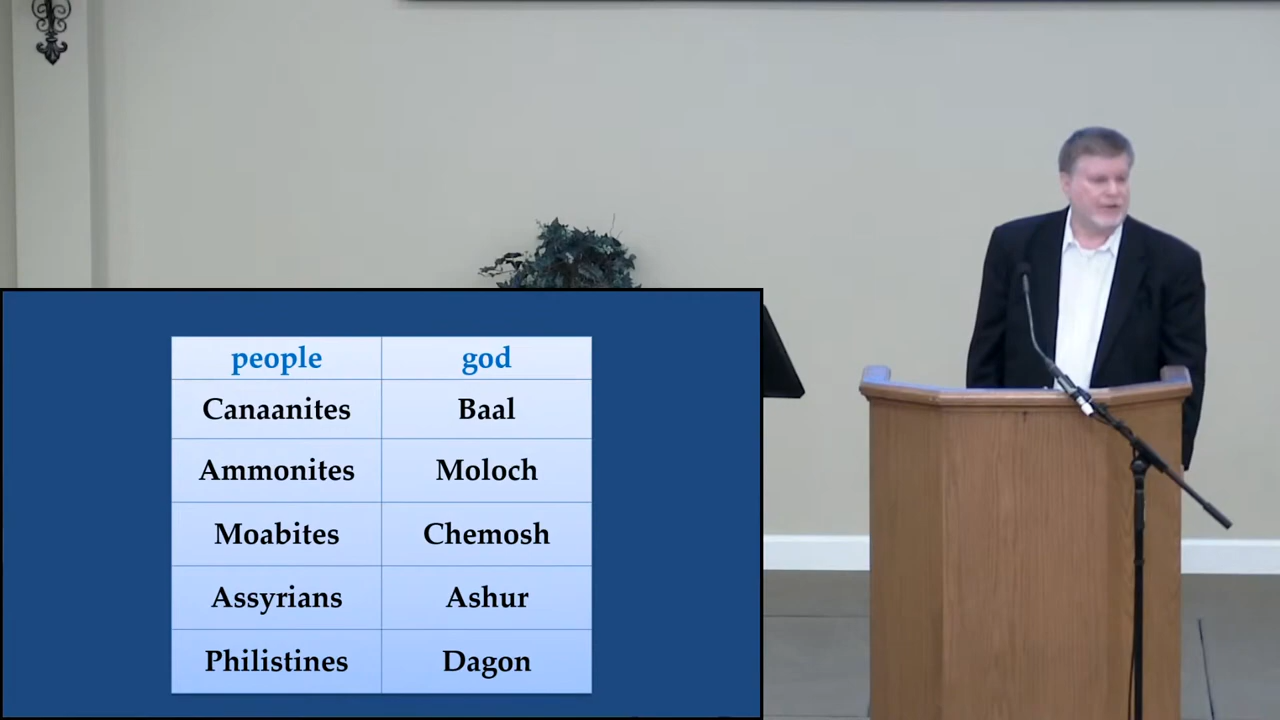 people god
Canaanites Baal
Ammonites Moloch
Moabites Chemosh
Assyrians Ashur
Philistines Dagon